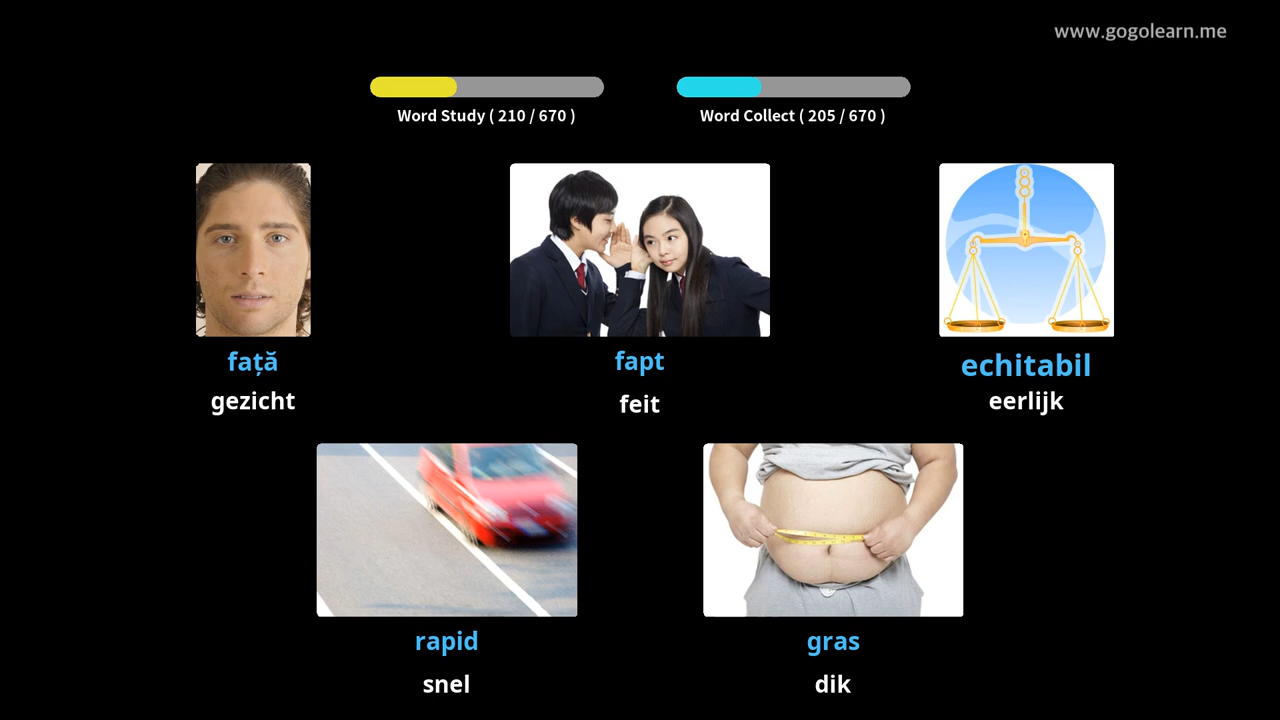 www.gogolearn.me
Word Study ( 210 / 670 )
Word Collect ( 205 / 670 )
față
gezicht
fapt
feit
echitabil
eerlijk
rapid
snel
gras
dik